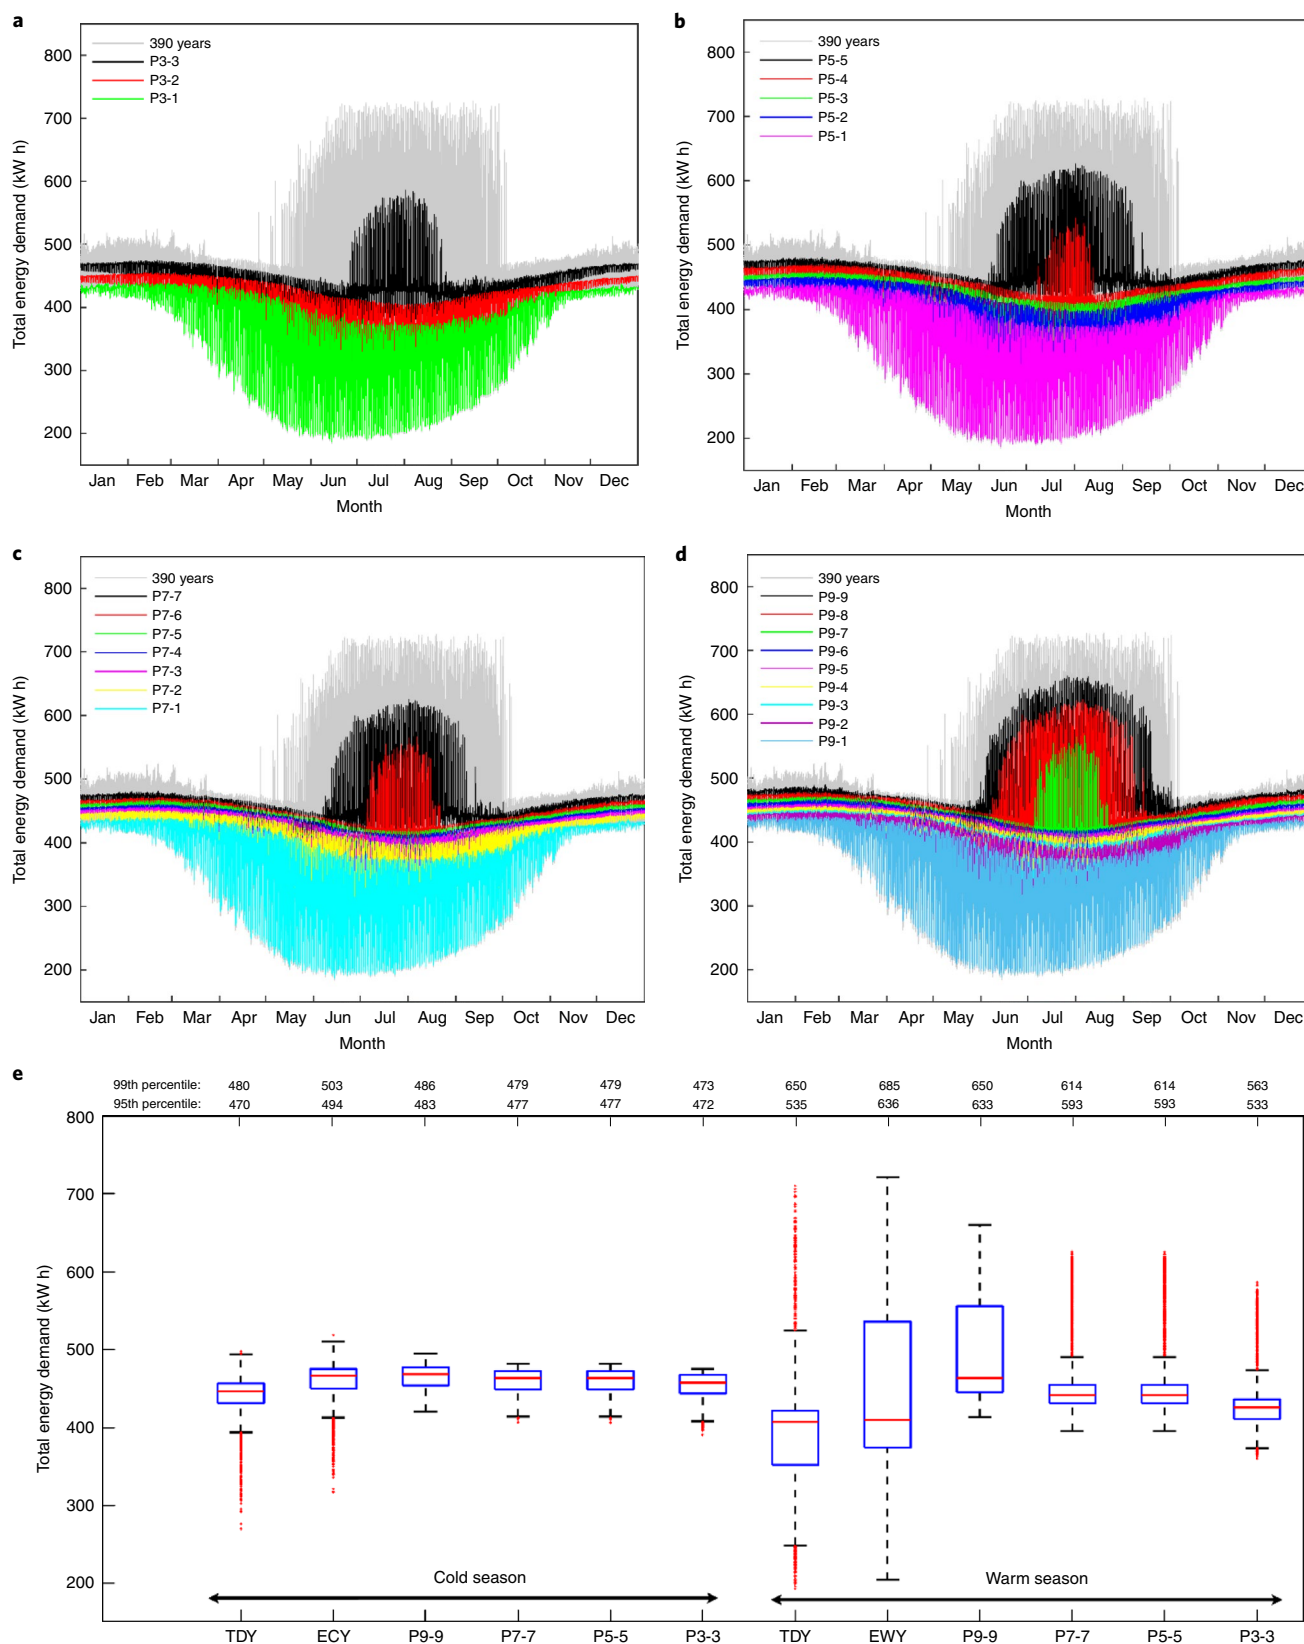 a
390 years
P3-3
P3-2
P3-1
Total energy demand (kW h)
800
700
600
500
400
300
200
Jan Feb Mar Apr May Jun Jul Aug Sep Oct Nov Dec
Month
b
390 years
P5-5
P5-4
P5-3
P5-2
P5-1
Total energy demand (kW h)
800
700
600
500
400
300
200
Jan Feb Mar Apr May Jun Jul Aug Sep Oct Nov Dec
Month
c
390 years
P7-7
P7-6
P7-5
P7-4
P7-3
P7-2
P7-1
Total energy demand (kW h)
800
700
600
500
400
300
200
Jan Feb Mar Apr May Jun Jul Aug Sep Oct Nov Dec
Month
d
390 years
P9-9
P9-8
P9-7
P9-6
P9-5
P9-4
P9-3
P9-2
P9-1
Total energy demand (kW h)
800
700
600
500
400
300
200
Jan Feb Mar Apr May Jun Jul Aug Sep Oct Nov Dec
Month
e
99th percentile: 480 503 486 479 479 473 650 685 650 614 614 563
95th percentile: 470 494 483 477 477 472 535 636 633 593 593 533
Total energy demand (kW h)
800
700
600
500
400
300
200
Cold season Warm season
TDY ECY P9-9 P7-7 P5-5 P3-3 TDY EWY P9-9 P7-7 P5-5 P3-3